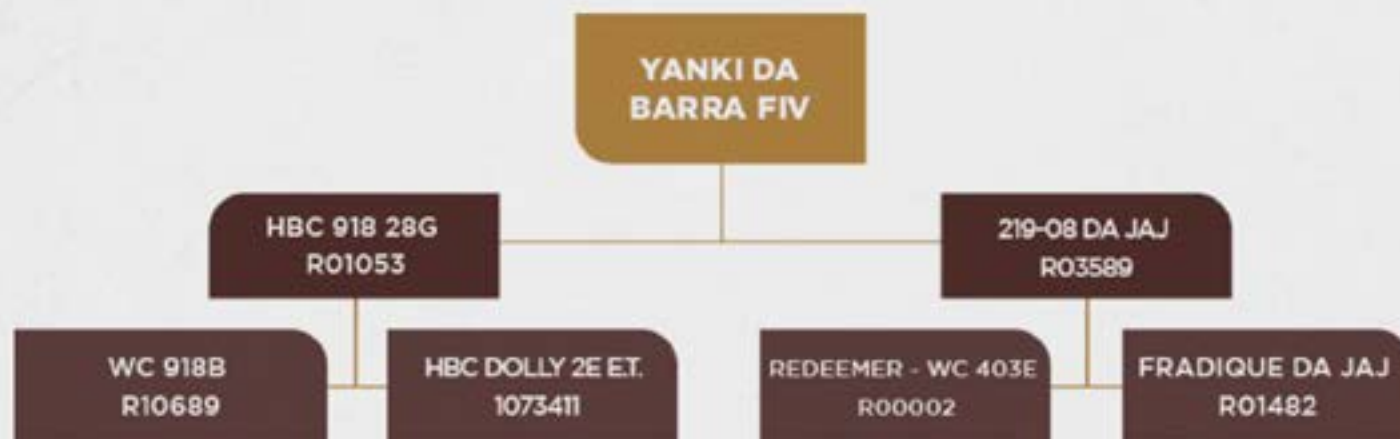 YANKI DA
BARRA FIV
HBC 918 28G
R01053
219-08 DA JAJ
R03589
WC 918B
R10689
HBC DOLLY 2E E.T.
1073411
REDEEMER - WC 403E
R00002
FRADIQUE DA JAJ
R01482